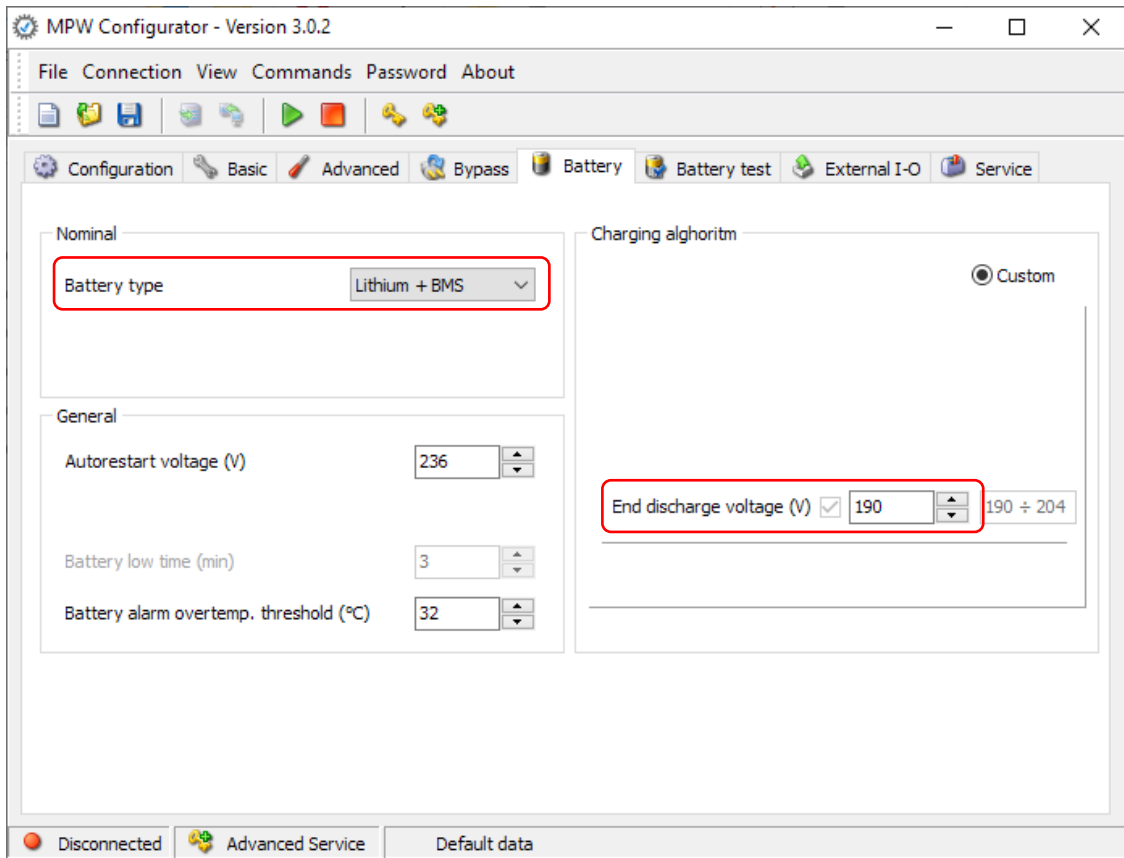 MPW Configurator - Version 3.0.2
File Connection View Commands Password About
Configuration Basic Advanced Bypass Battery Battery test External I-O Service
Nominal
Battery type Lithium + BMS
General
Autorestart voltage (V) 236
Battery low time (min) 3
Battery alarm overtemp. threshold (°C) 32
Charging alghoritm
Custom
End discharge voltage (V) 190 190 ÷ 204
Disconnected Advanced Service Default data